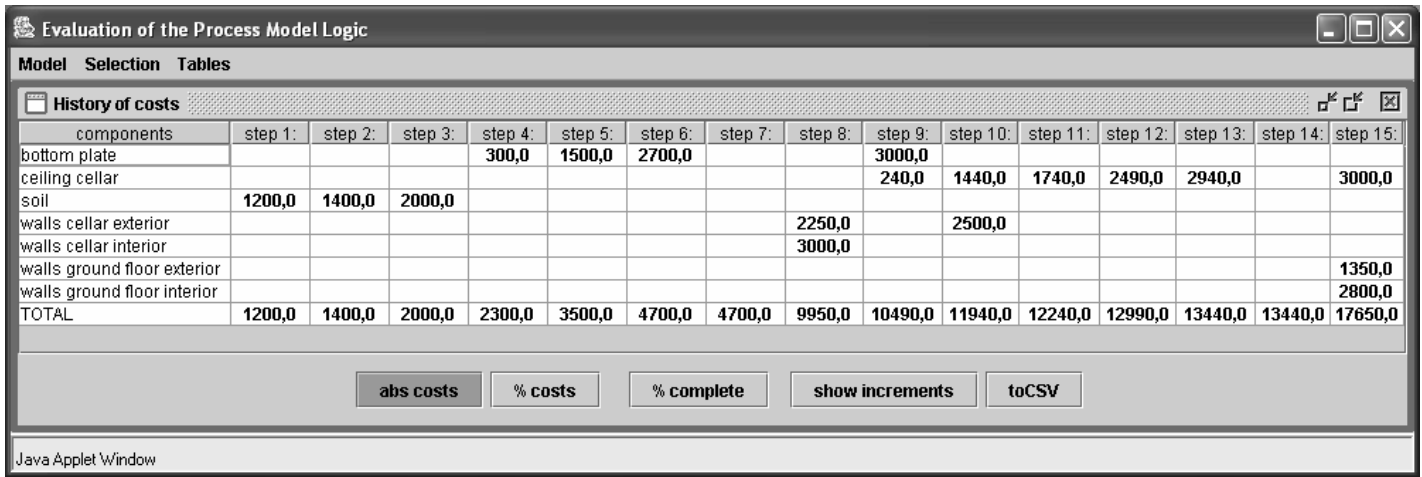 Evaluation of the Process Model Logic
Model Selection Tables
History of costs
components step 1: step 2: step 3: step 4: step 5: step 6: step 7: step 8: step 9: step 10: step 11: step 12: step 13: step 14: step 15:
bottom plate 300,0 1500,0 2700,0 3000,0
ceiling cellar 240,0 1440,0 1740,0 2490,0 2940,0 3000,0
soil 1200,0 1400,0 2000,0
walls cellar exterior 2250,0 2500,0
walls cellar interior 3000,0
walls ground floor exterior 1350,0
walls ground floor interior 2800,0
TOTAL 1200,0 1400,0 2000,0 2300,0 3500,0 4700,0 4700,0 9950,0 10490,0 11940,0 12240,0 12990,0 13440,0 13440,0 17650,0
abs costs % costs % complete show increments toCSV
Java Applet Window